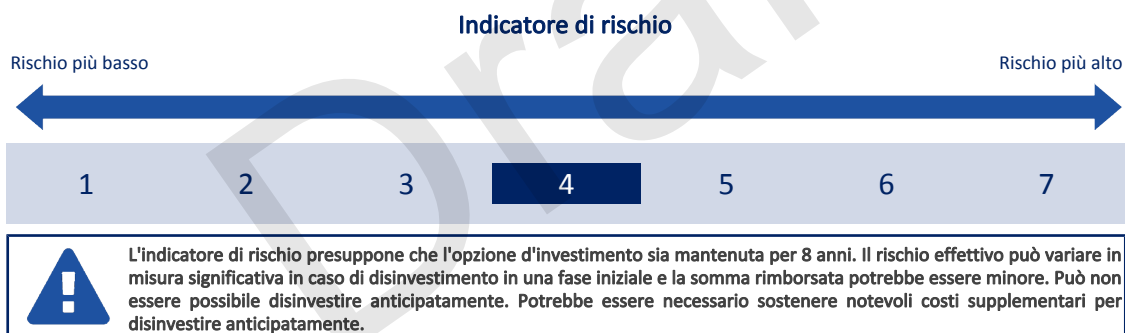 Indicatore di rischio
Rischio più basso
Rischio più alto
1 2 3 4 5 6 7
L'indicatore di rischio presuppone che l'opzione d'investimento sia mantenuta per 8 anni. Il rischio effettivo può variare in
misura significativa in caso di disinvestimento in una fase iniziale e la somma rimborsata potrebbe essere minore. Può non
essere possibile disinvestire anticipatamente. Potrebbe essere necessario sostenere notevoli costi supplementari per
disinvestire anticipatamente.